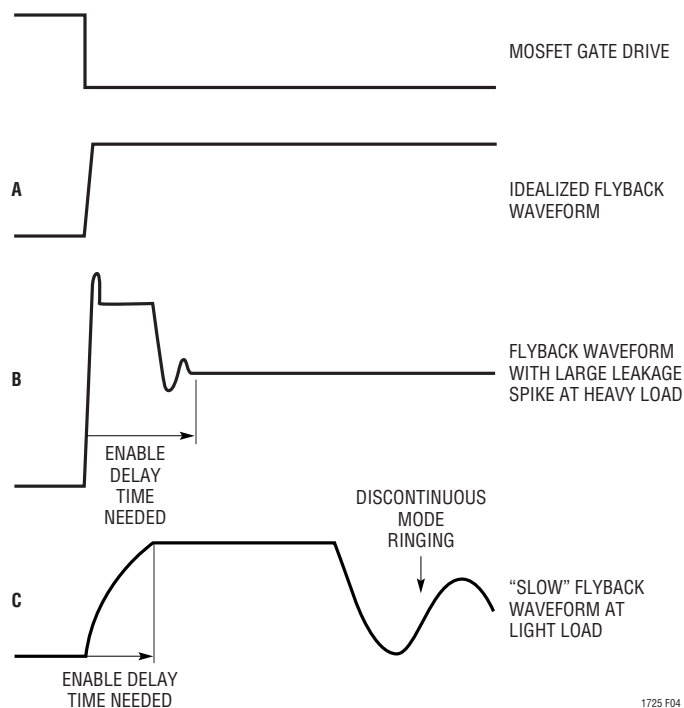 MOSFET GATE DRIVE
A
IDEALIZED FLYBACK
WAVEFORM
B
FLYBACK WAVEFORM
WITH LARGE LEAKAGE
SPIKE AT HEAVY LOAD
ENABLE
DELAY
TIME
NEEDED
DISCONTINUOUS
MODE
RINGING
C
“SLOW” FLYBACK
WAVEFORM AT
LIGHT LOAD
ENABLE DELAY
TIME NEEDED
1725 F04